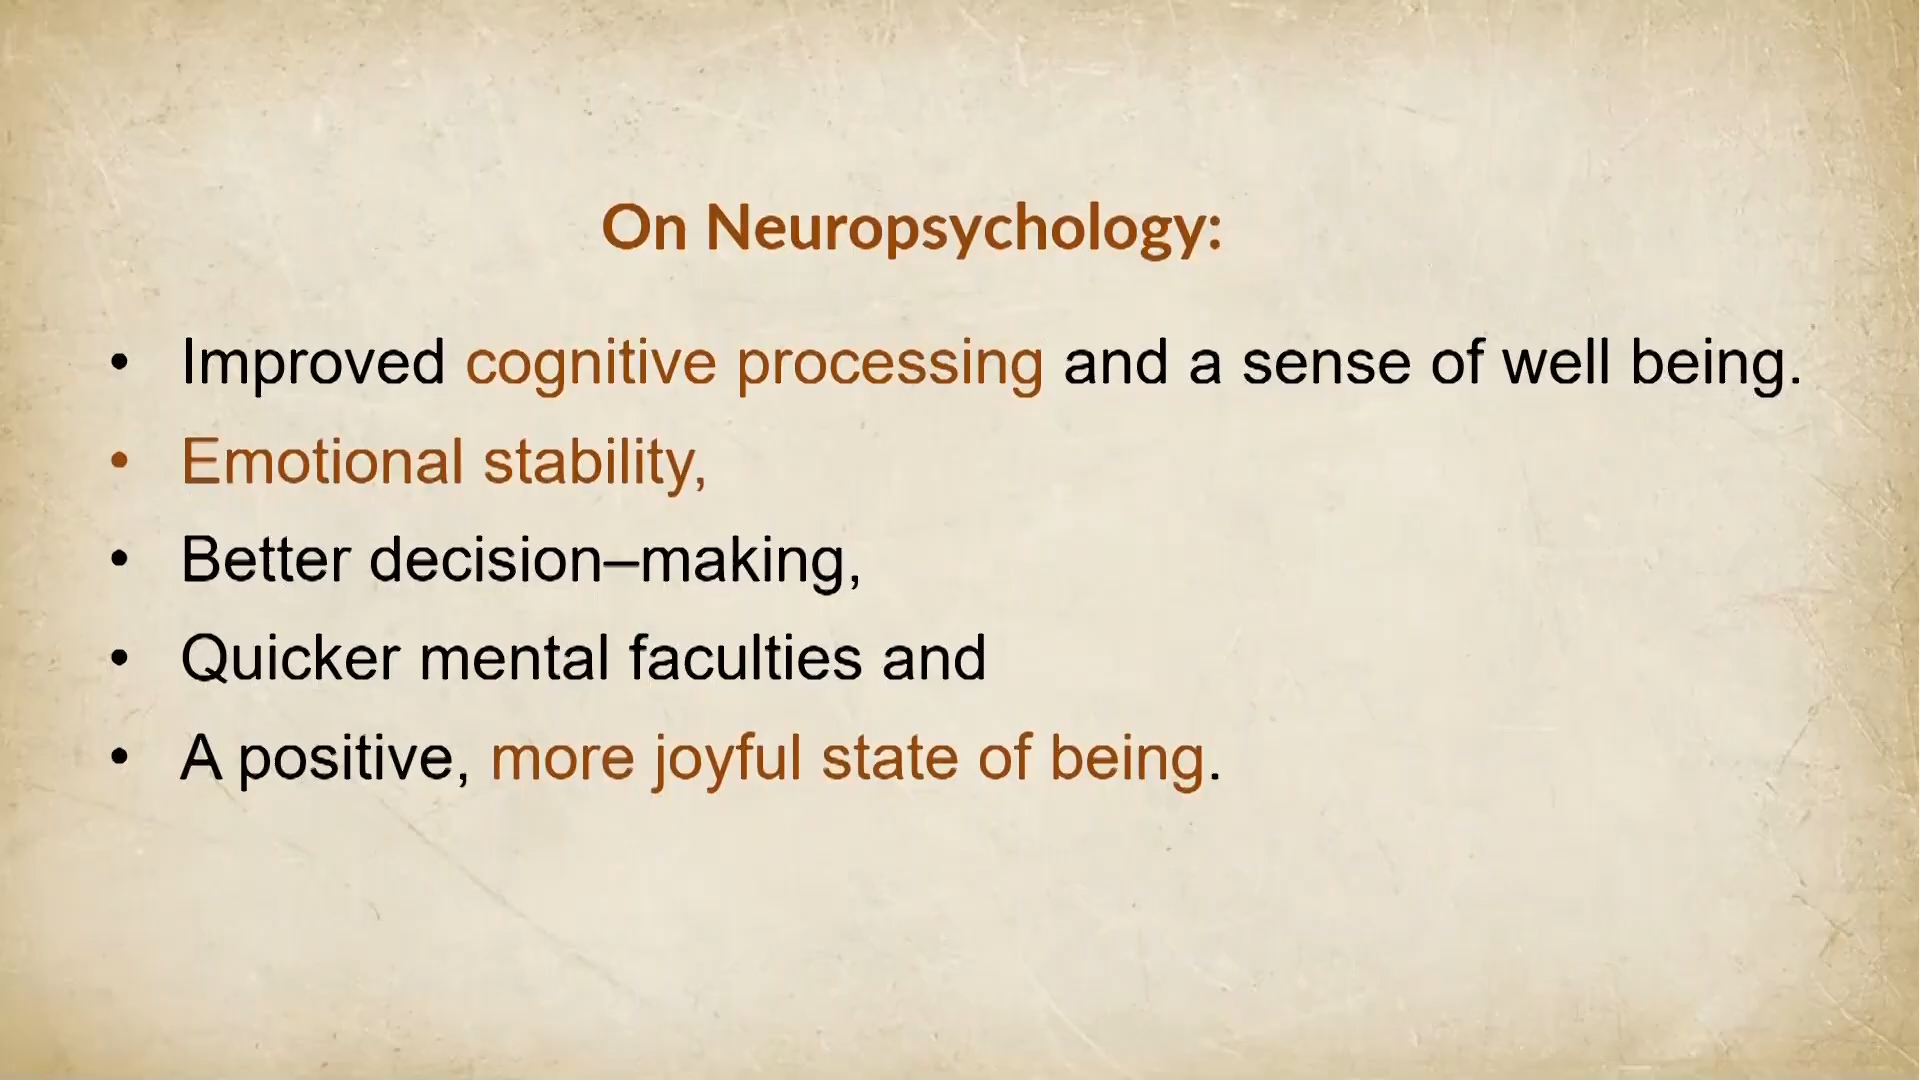 On Neuropsychology:
• Improved cognitive processing and a sense of well being.
• Emotional stability,
• Better decision–making,
• Quicker mental faculties and
• A positive, more joyful state of being.